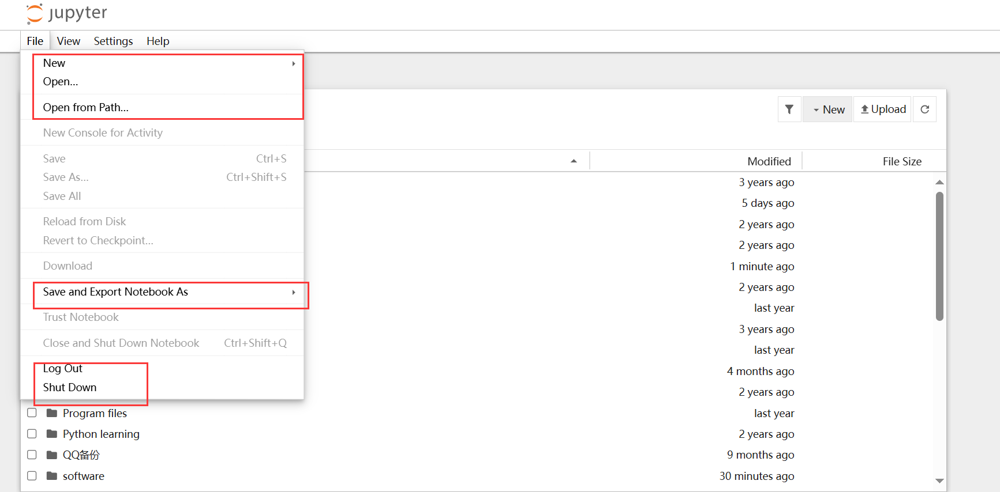 jupyter
File View Settings Help
New
Open...
Open from Path...
New Console for Activity
Save Ctrl+S
Save As... Ctrl+Shift+S
Save All
Reload from Disk
Revert to Checkpoint...
Download
Save and Export Notebook As
Trust Notebook
Close and Shut Down Notebook Ctrl+Shift+Q
Log Out
Shut Down
New Upload
Modified File Size
3 years ago
5 days ago
2 years ago
2 years ago
1 minute ago
2 years ago
last year
3 years ago
last year
4 months ago
2 years ago
Program files last year
Python learning 2 years ago
QQ备份 9 months ago
software 30 minutes ago